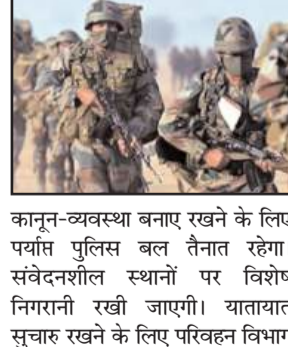 कानून-व्यवस्था बनाए रखने के लिए
पर्याप्त पुलिस बल तैनात रहेगा
संवेदनशील स्थानों पर विशेष
निगरानी रखी जाएगी। यातायात
सुचारु रखने के लिए परिवहन विभाग